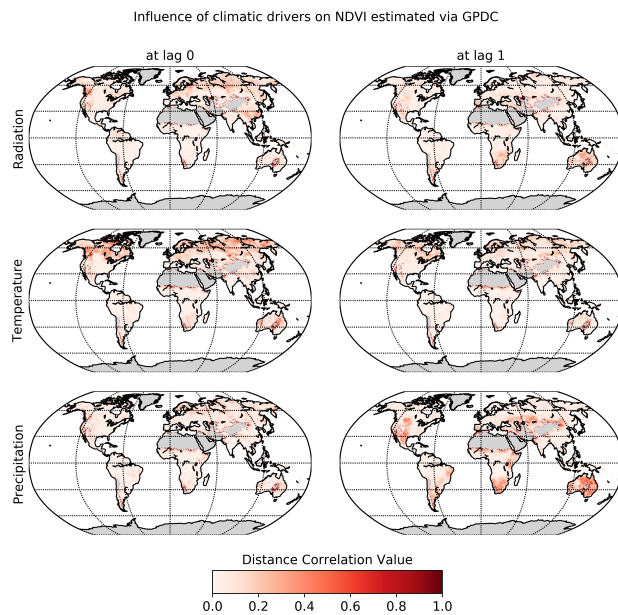 Influence of climatic drivers on NDVI estimated via GPDC
at lag 0
at lag 1
Radiation
Temperature
Precipitation
Distance Correlation Value
0.0 0.2 0.4 0.6 0.8 1.0